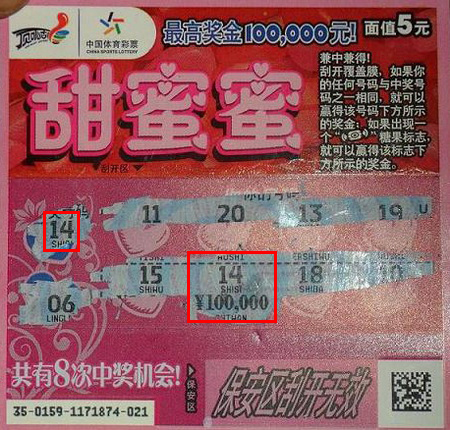 顶呱刮
中国体育彩票
CHINA SPORTS LOTTERY
最高奖金100,000元!
面值5元
甜蜜蜜
兼中兼得!
刮开覆盖膜,如果你
的任何号码与中奖号
码之一相同,就可以
赢得该号码下方所示
的奖金;如果出现一
个“糖果标志,
就可以赢得该标志下
方所示的奖金。
刮开区
你的号码
14 11 20 13 19
SHISI
06 15 14 18
LINGLIU SHIWU SHISI SHIBA
¥100,000
共有8次中奖机会!
保安区
保安区刮开无效
35-0159-1171874-021